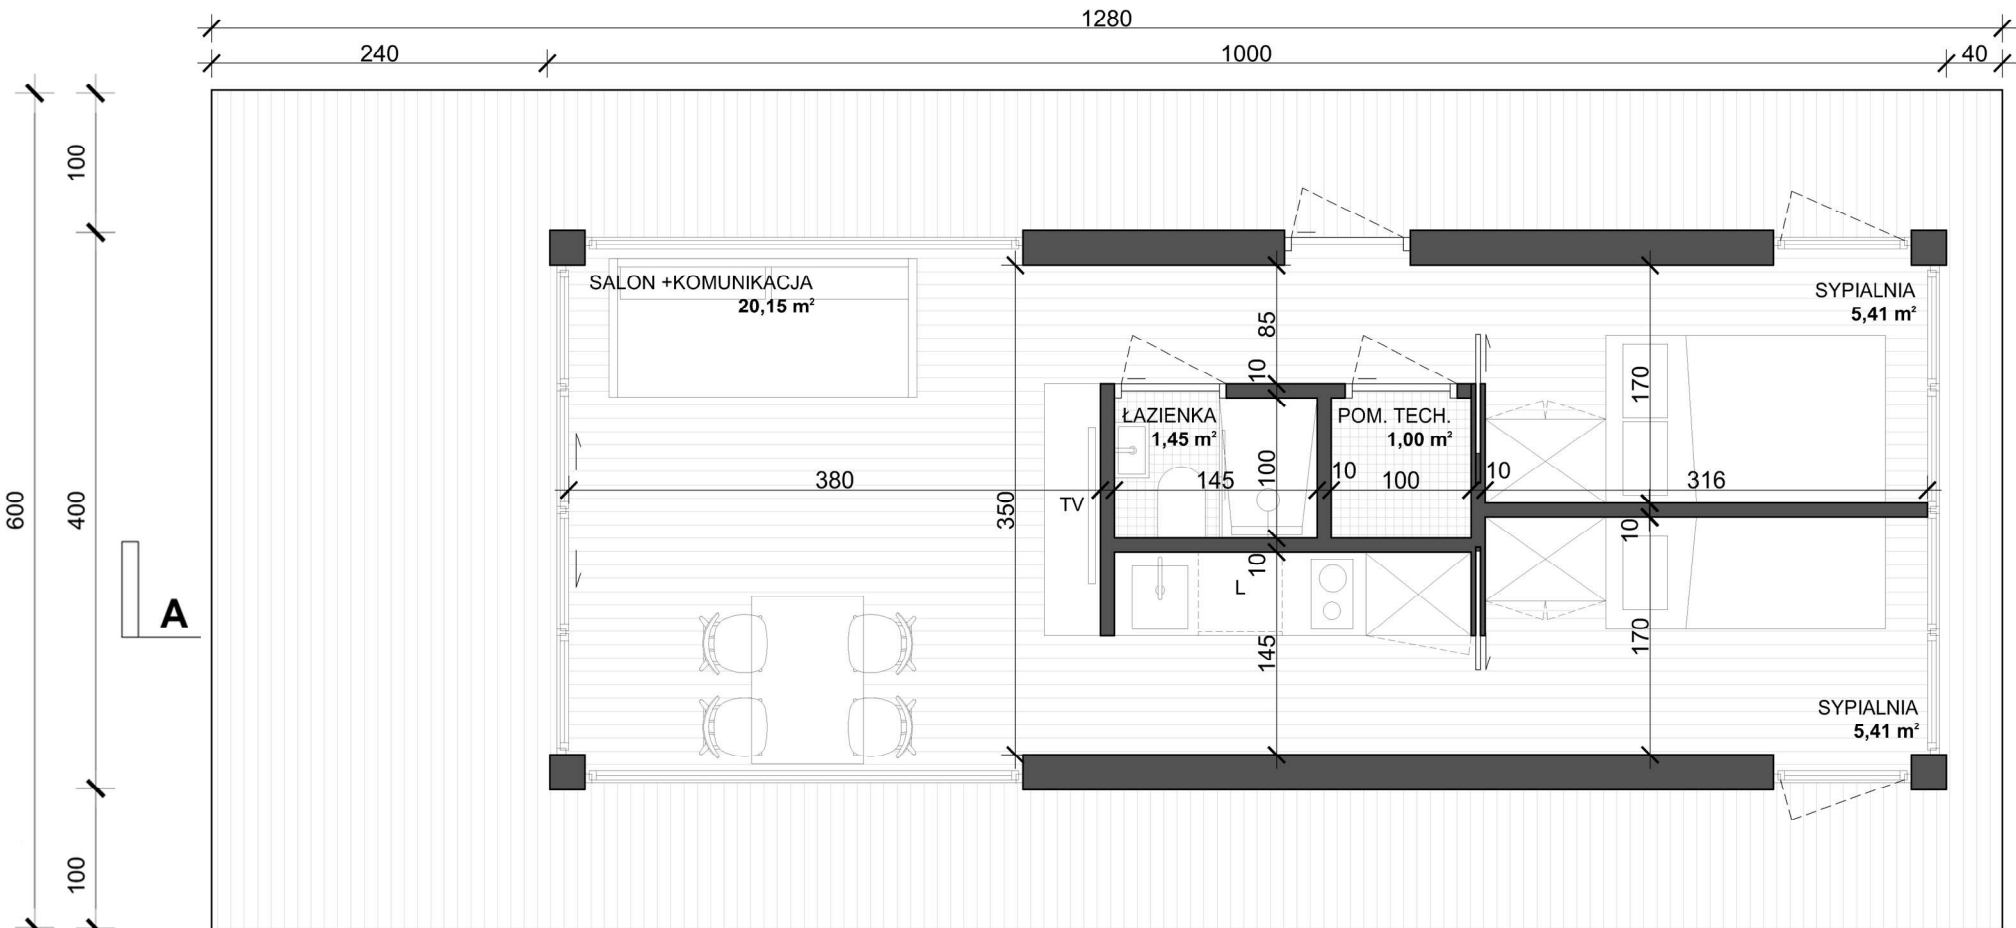 1280
240
1000
40
100
SALON +KOMUNIKACJA
20,15 m²
SYPIALNIA
5,41 m²
85
10
170
ŁAZIENKA
1,45 m²
POM. TECH.
1,00 m²
600
400
380
350
TV
145
100
10
100
10
316
10
10
L
A
145
170
SYPIALNIA
5,41 m²
100